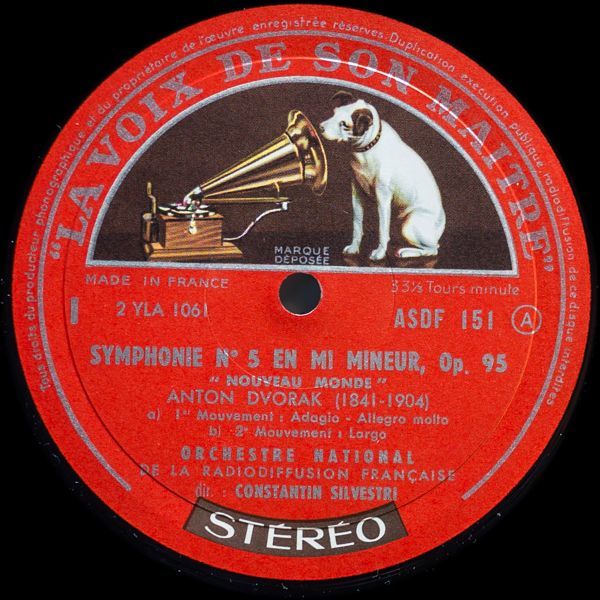 Tous droits du producteur phonographique et du propriétaire de l'œuvre enregistrée réservés. Duplication, exécution publique, radiodiffusion de ce disque interdites
"LA VOIX DE SON MAITRE"
MARQUE
DÉPOSÉE
MADE IN FRANCE
33⅓ Tours minute
I
2 YLA 1061
ASDF 151 A
SYMPHONIE N° 5 EN MI MINEUR, Op. 95
" NOUVEAU MONDE "
ANTON DVORAK (1841-1904)
a) 1er Mouvement : Adagio - Allegro molto
b) 2e Mouvement : Largo
ORCHESTRE NATIONAL
DE LA RADIODIFFUSION FRANÇAISE
dir. : CONSTANTIN SILVESTRI
STÉRÉO